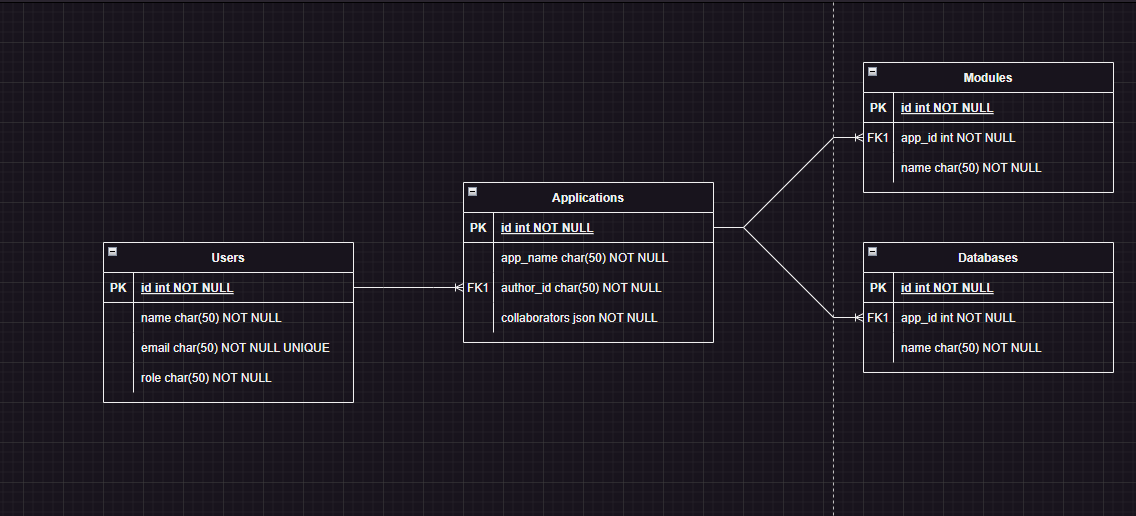 Users
PK id int NOT NULL
name char(50) NOT NULL
email char(50) NOT NULL UNIQUE
role char(50) NOT NULL
Applications
PK id int NOT NULL
app_name char(50) NOT NULL
FK1 author_id char(50) NOT NULL
collaborators json NOT NULL
Modules
PK id int NOT NULL
FK1 app_id int NOT NULL
name char(50) NOT NULL
Databases
PK id int NOT NULL
FK1 app_id int NOT NULL
name char(50) NOT NULL